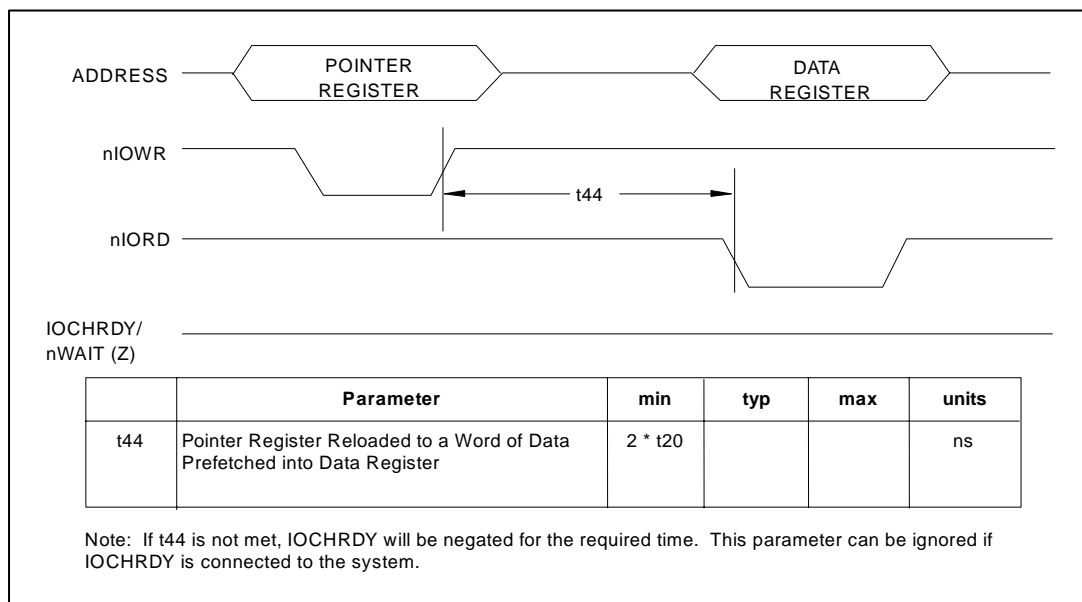 ADDRESS
POINTER
REGISTER
DATA
REGISTER
nIOWR
t44
nIORD
IOCHRDY/
nWAIT (Z)
Parameter min typ max units
t44 Pointer Register Reloaded to a Word of Data 2 * t20 ns
Prefetched into Data Register
Note: If t44 is not met, IOCHRDY will be negated for the required time. This parameter can be ignored if
IOCHRDY is connected to the system.